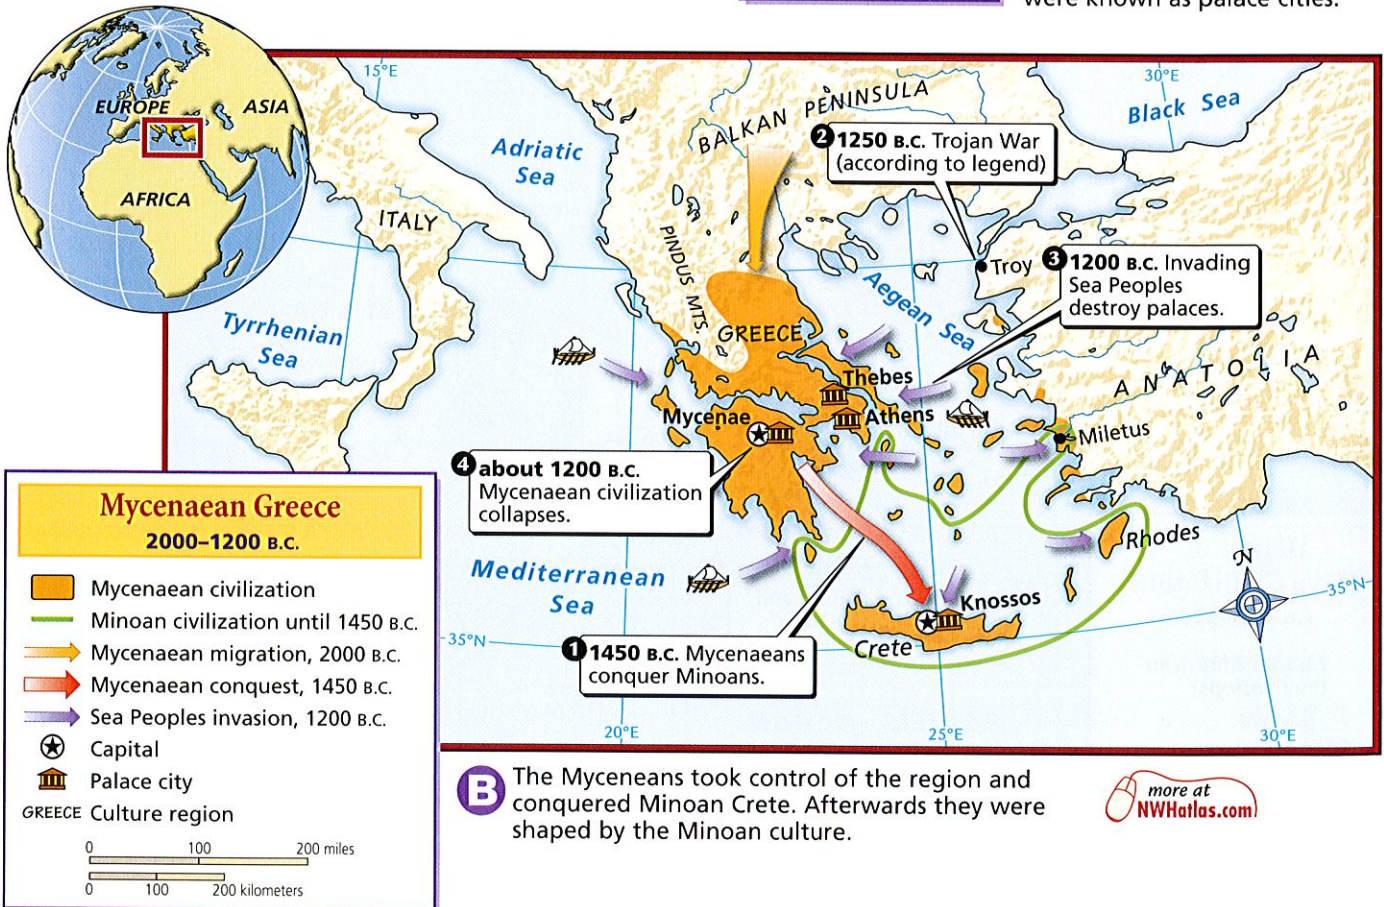 were known as palace cities.
EUROPE
ASIA
AFRICA
15°E
30°E
BALKAN PENINSULA
Black Sea
Adriatic
Sea
2 1250 B.C. Trojan War
(according to legend)
ITALY
PINDUS MTS.
Troy
3 1200 B.C. Invading
Sea Peoples
destroy palaces.
Aegean Sea
Tyrrhenian
Sea
GREECE
ANATOLIA
Thebes
Mycenae
Athens
Miletus
4 about 1200 B.C.
Mycenaean civilization
collapses.
Rhodes
Mediterranean
Sea
N
35°N
Knossos
35°N
Crete
1 1450 B.C. Mycenaeans
conquer Minoans.
20°E
25°E
30°E
Mycenaean Greece
2000–1200 B.C.
Mycenaean civilization
Minoan civilization until 1450 B.C.
Mycenaean migration, 2000 B.C.
Mycenaean conquest, 1450 B.C.
Sea Peoples invasion, 1200 B.C.
Capital
Palace city
GREECE Culture region
0 100 200 miles
0 100 200 kilometers
B The Myceneans took control of the region and
conquered Minoan Crete. Afterwards they were
shaped by the Minoan culture.
more at
NWHatlas.com